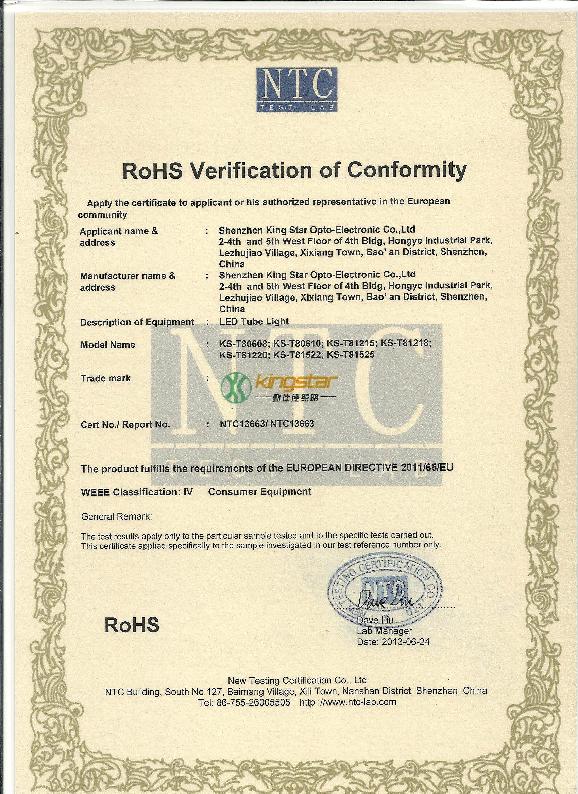 NTC
TEST LAB
RoHS Verification of Conformity
Apply the certificate to applicant or his authorized representative in the European
community
Applicant name & : Shenzhen King Star Opto-Electronic Co.,Ltd
address 2-4th and 5th West Floor of 4th Bldg, Hongye Industrial Park,
Lezhujiao Village, Xixiang Town, Bao' an District, Shenzhen,
China
Manufacturer name & : Shenzhen King Star Opto-Electronic Co.,Ltd
address 2-4th and 5th West Floor of 4th Bldg, Hongye Industrial Park,
Lezhujiao Village, Xixiang Town, Bao' an District, Shenzhen,
China
Description of Equipment : LED Tube Light
Model Name : KS-T80608; KS-T80610; KS-T81215; KS-T81218;
KS-T81220; KS-T81522, KS-T81525
Trade mark : kingstar
Cert No./ Report No. : NTC13663/ NTC13663
NTC
The product fulfills the requirements of the EUROPEAN DIRECTIVE 2011/65/EU
WEEE Classification: IV Consumer Equipment
General Remark:
The test results apply only to the particular sample tested and to the specific tests carried out.
This certificate applied specifically to the sample investigated in our test reference number only.
TESTING CERTIFICATION CO
NTC
RoHS
Lab Manager
Date: 2013-06-24
New Testing Certification Co., Ltd
NTC Building, South No.127, Baimang Village, Xili Town, Nanshan District, Shenzhen, China
Tel: 86-755-26005505 http://www.ntc-lab.com